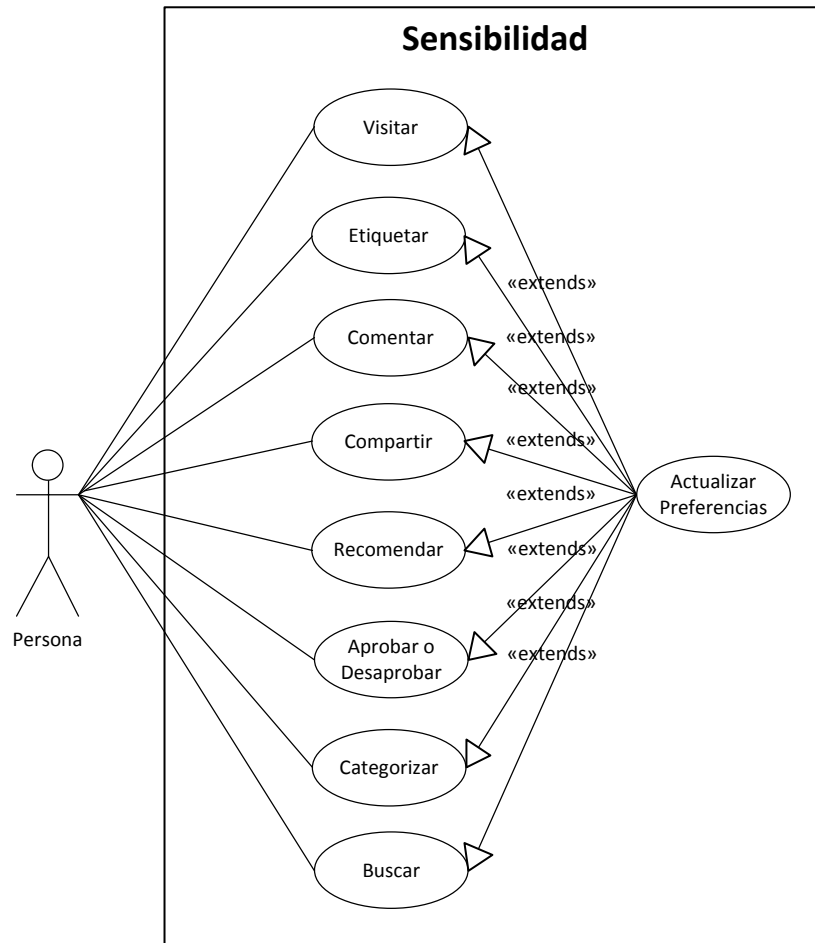 Sensibilidad
Visitar
Etiquetar
«extends»
Comentar
«extends»
«extends»
Compartir
«extends»
Actualizar
Preferencias
«extends»
Recomendar
«extends»
«extends»
Persona
Aprobar o
Desaprobar
«extends»
Categorizar
Buscar